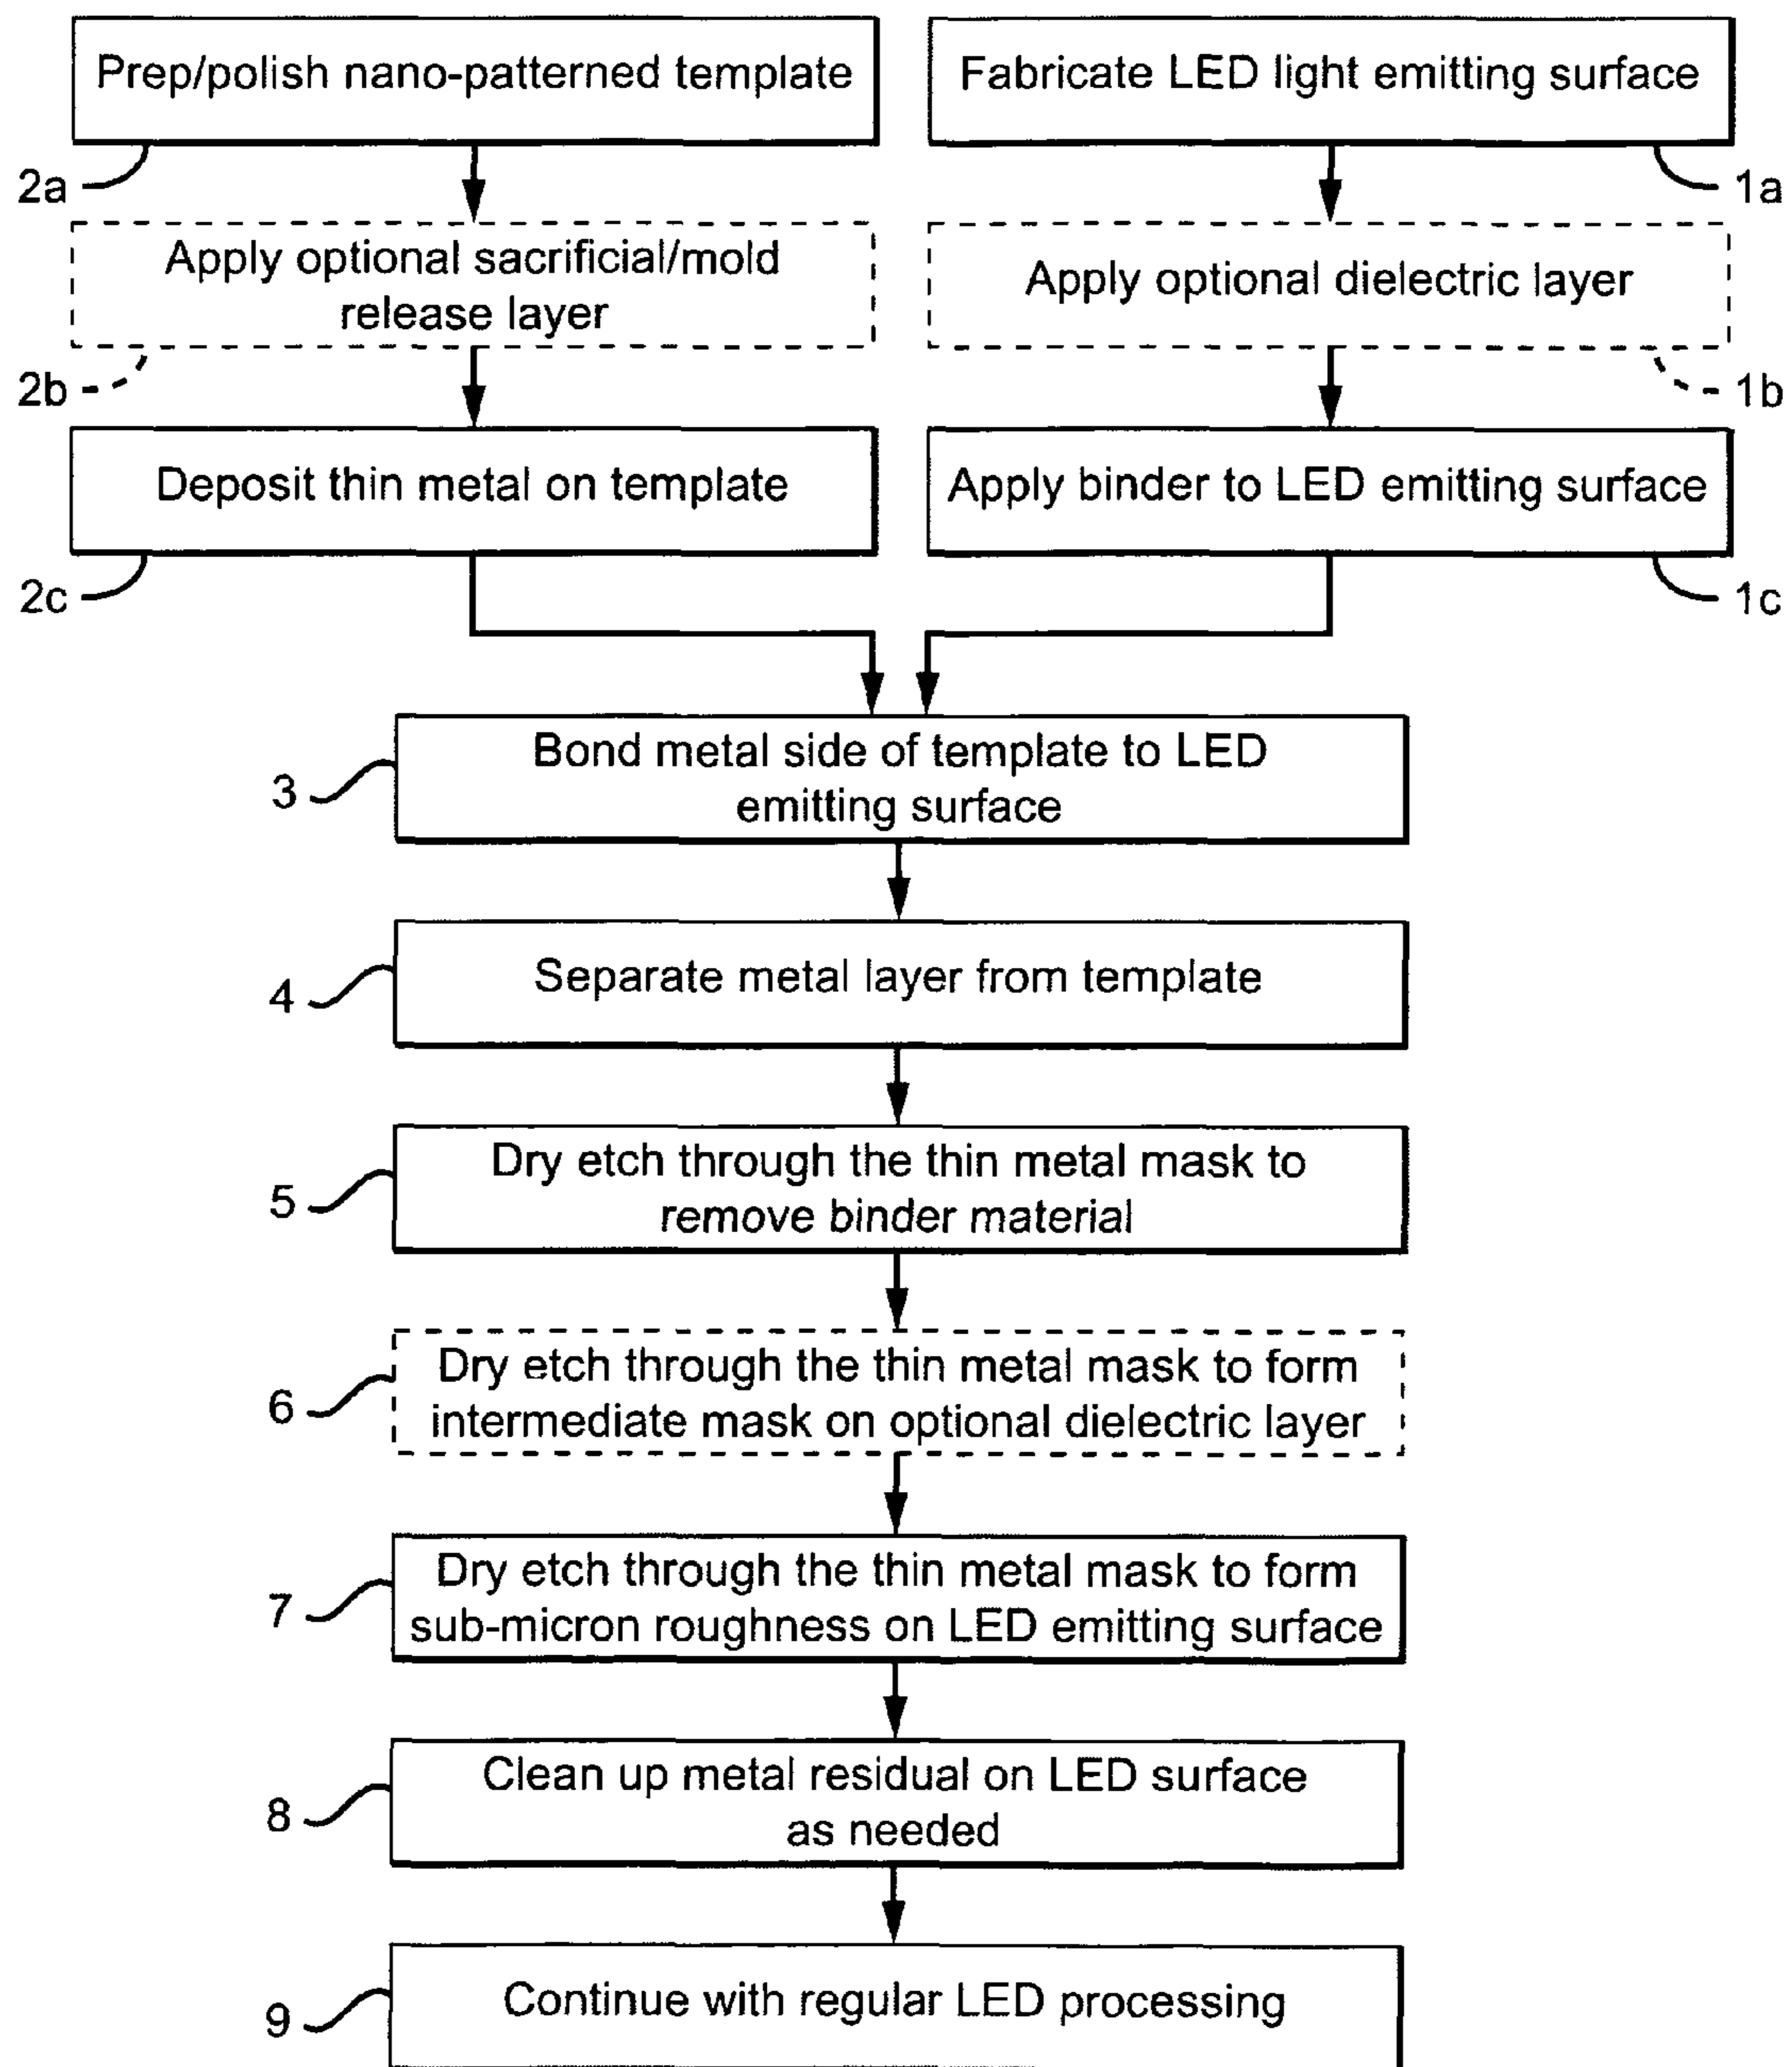 Prep/polish nano-patterned template
Fabricate LED light emitting surface
2a
1a
Apply optional sacrificial/mold
release layer
Apply optional dielectric layer
2b
1b
Deposit thin metal on template
Apply binder to LED emitting surface
2c
1c
Bond metal side of template to LED
emitting surface
3
Separate metal layer from template
4
Dry etch through the thin metal mask to
remove binder material
5
Dry etch through the thin metal mask to form
intermediate mask on optional dielectric layer
6
Dry etch through the thin metal mask to form
sub-micron roughness on LED emitting surface
7
Clean up metal residual on LED surface
as needed
8
Continue with regular LED processing
9